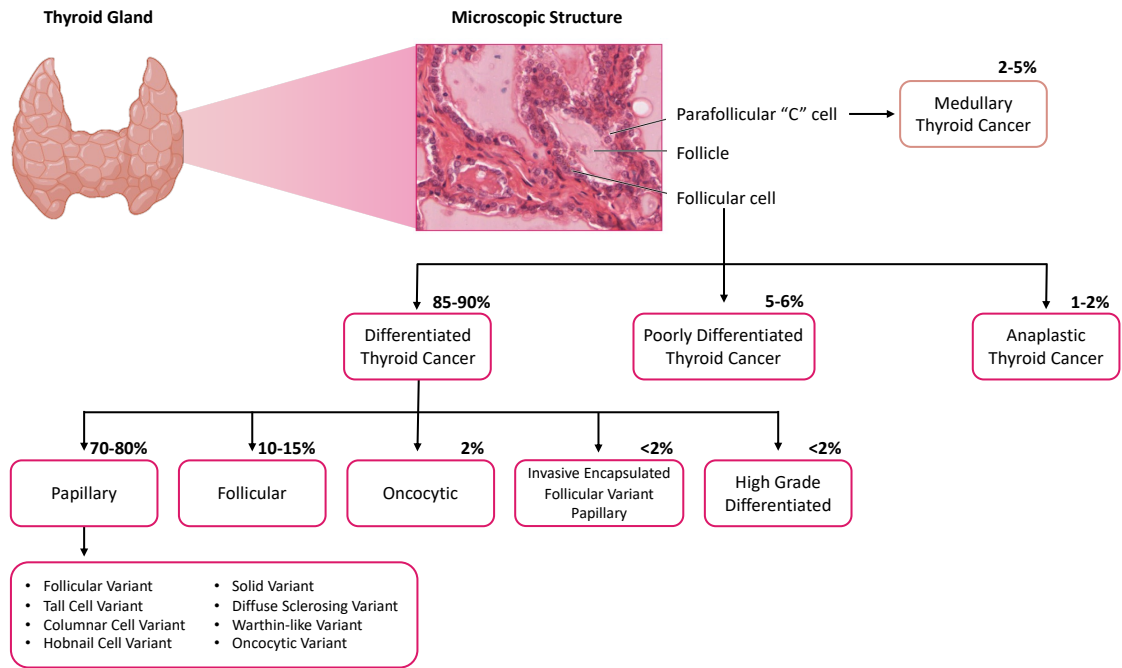 Thyroid Gland
Microscopic Structure
2-5%
Medullary
Thyroid Cancer
Parafollicular “C” cell
Follicle
Follicular cell
85-90%
Differentiated
Thyroid Cancer
5-6%
Poorly Differentiated
Thyroid Cancer
1-2%
Anaplastic
Thyroid Cancer
70-80%
Papillary
10-15%
Follicular
2%
Oncocytic
<2%
Invasive Encapsulated
Follicular Variant
Papillary
<2%
High Grade
Differentiated
• Follicular Variant
• Tall Cell Variant
• Columnar Cell Variant
• Hobnail Cell Variant
• Solid Variant
• Diffuse Sclerosing Variant
• Warthin-like Variant
• Oncocytic Variant